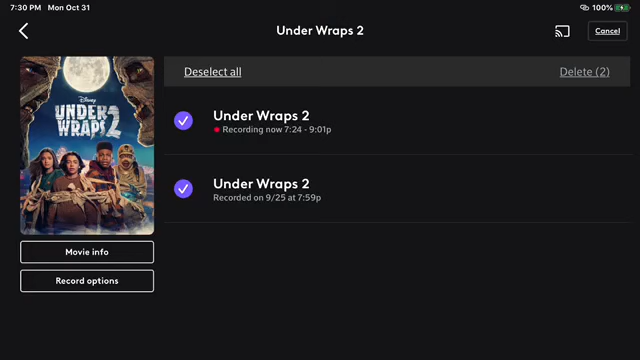 7:30 PM Mon Oct 31
100%
Under Wraps 2
Cancel
Disney
UNDER
WRAPS 2
Deselect all
Delete (2)
Under Wraps 2
Recording now 7:24 - 9:01p
Under Wraps 2
Recorded on 9/25 at 7:59p
Movie info
Record options